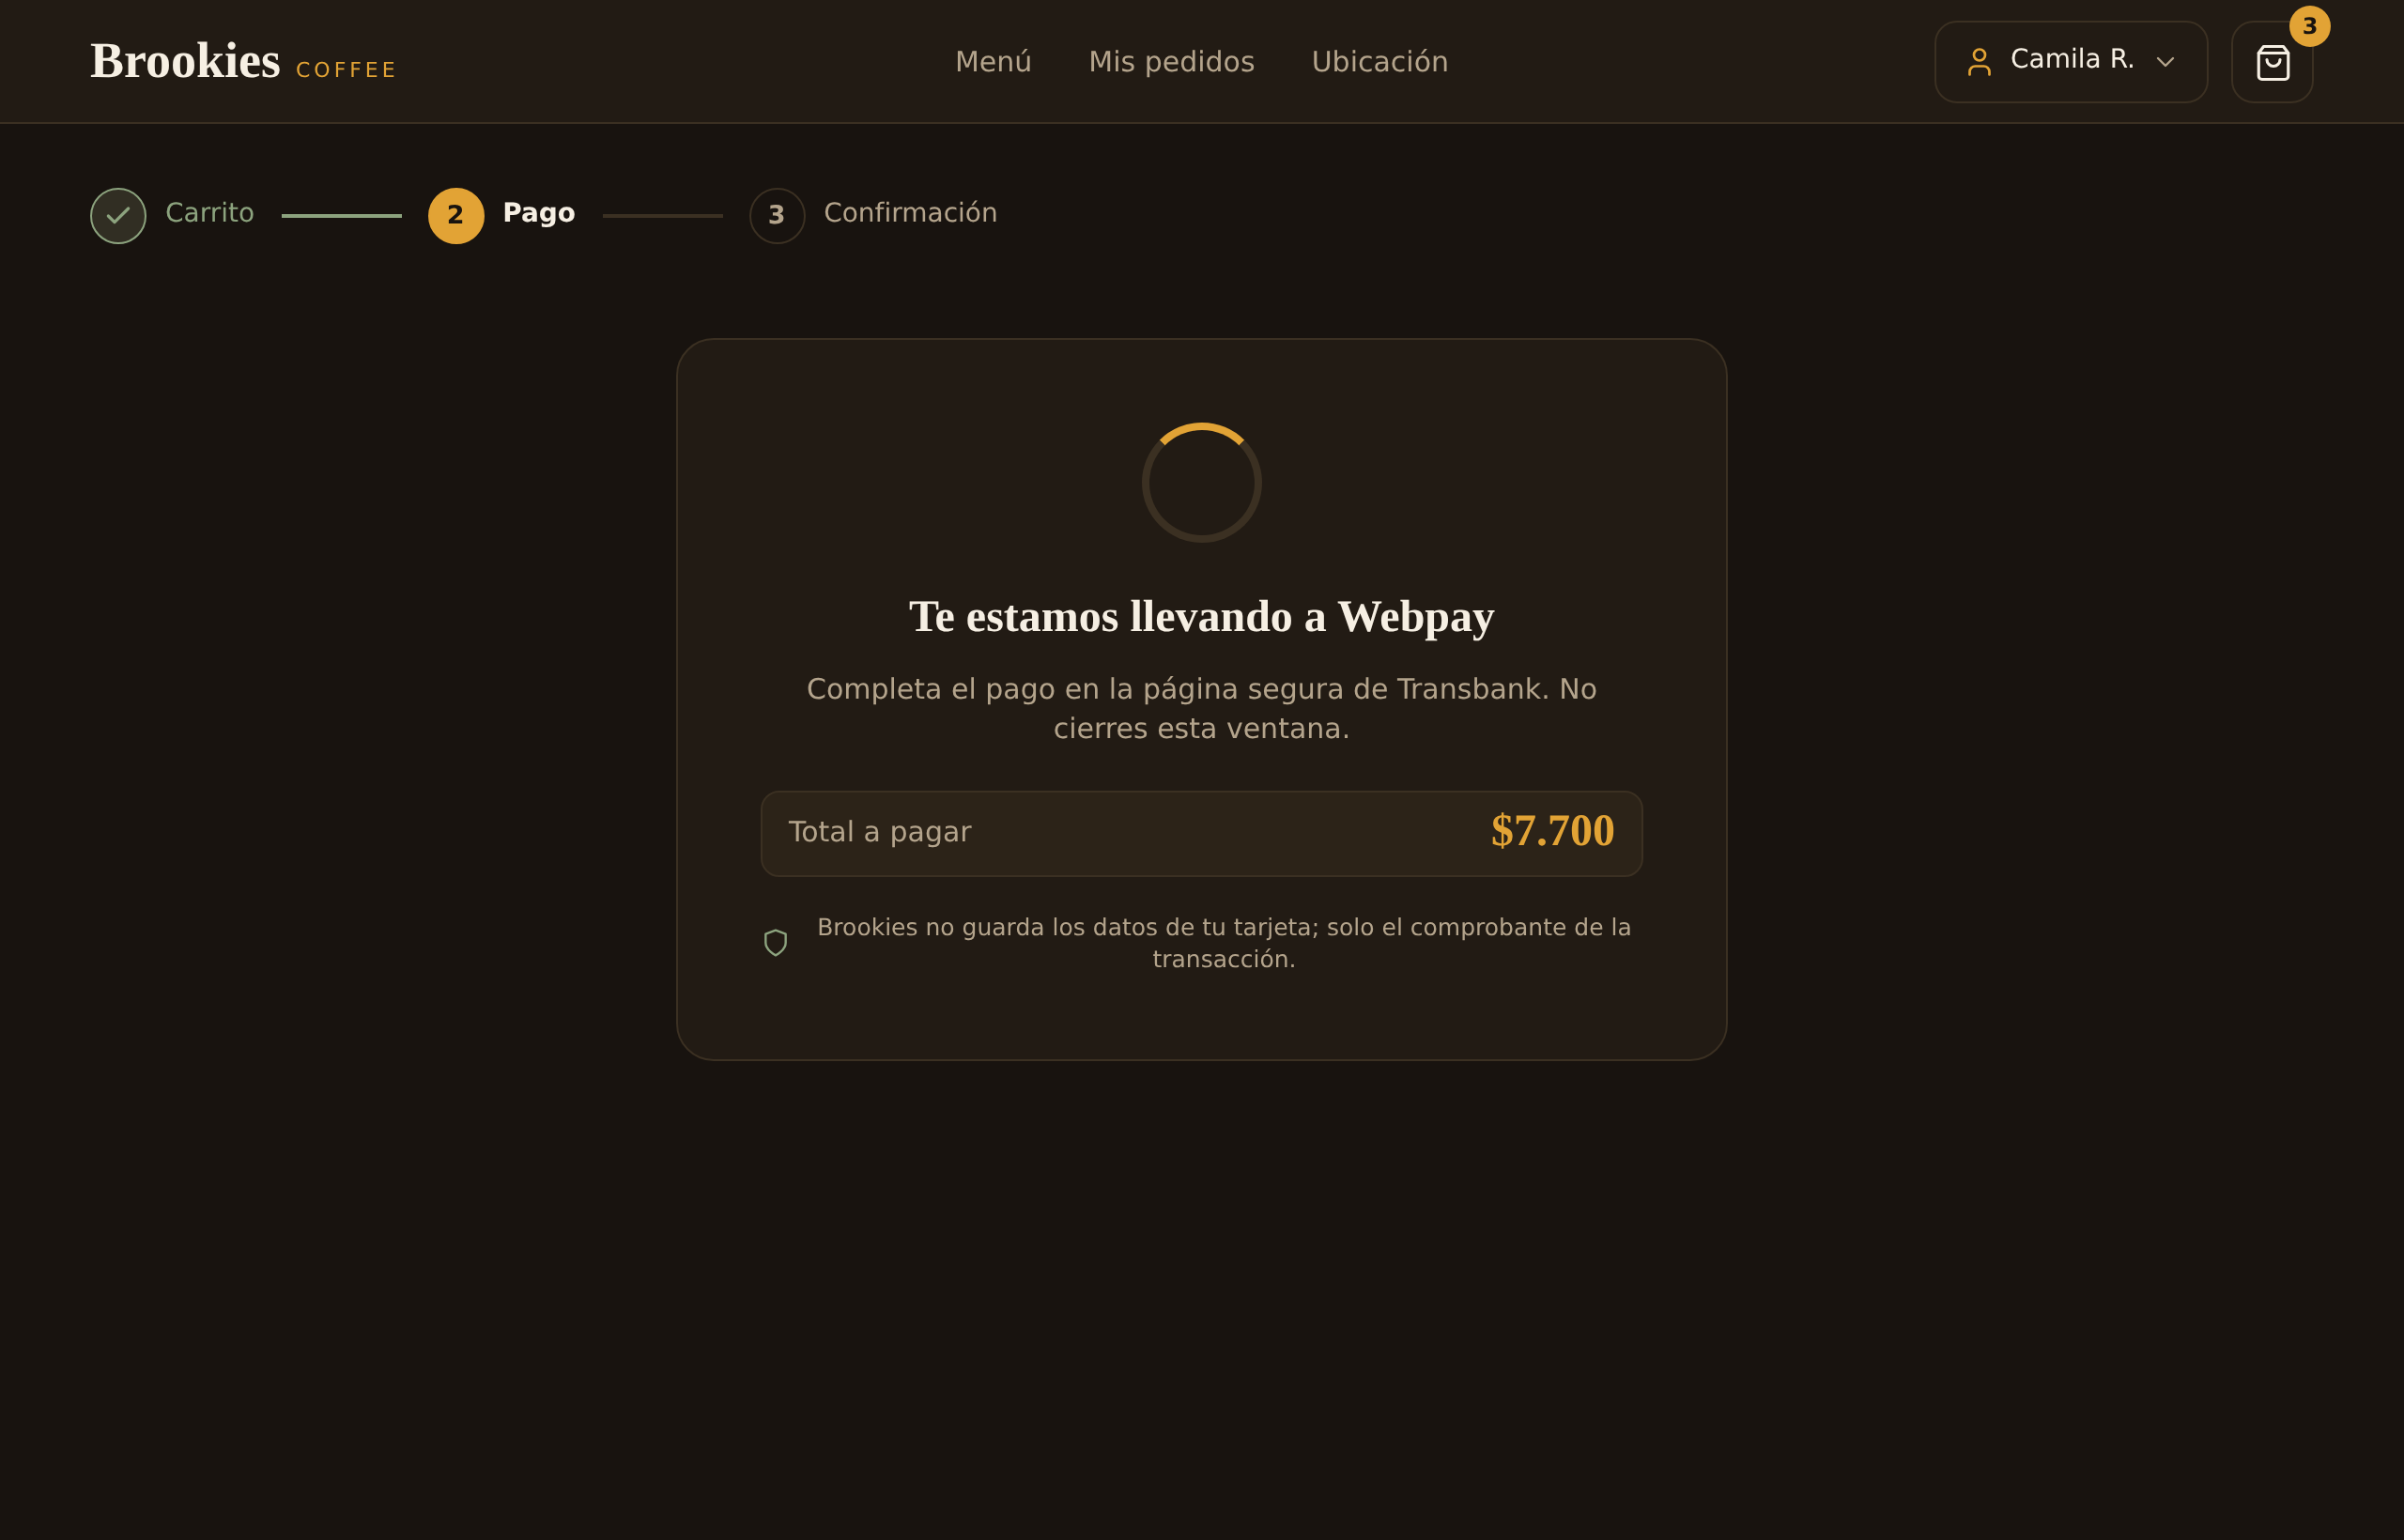 Brookies COFFEE
Menú
Mis pedidos
Ubicación
Camila R.
3
Carrito
2 Pago
3 Confirmación
Te estamos llevando a Webpay
Completa el pago en la página segura de Transbank. No
cierres esta ventana.
Total a pagar
$7.700
Brookies no guarda los datos de tu tarjeta; solo el comprobante de la
transacción.